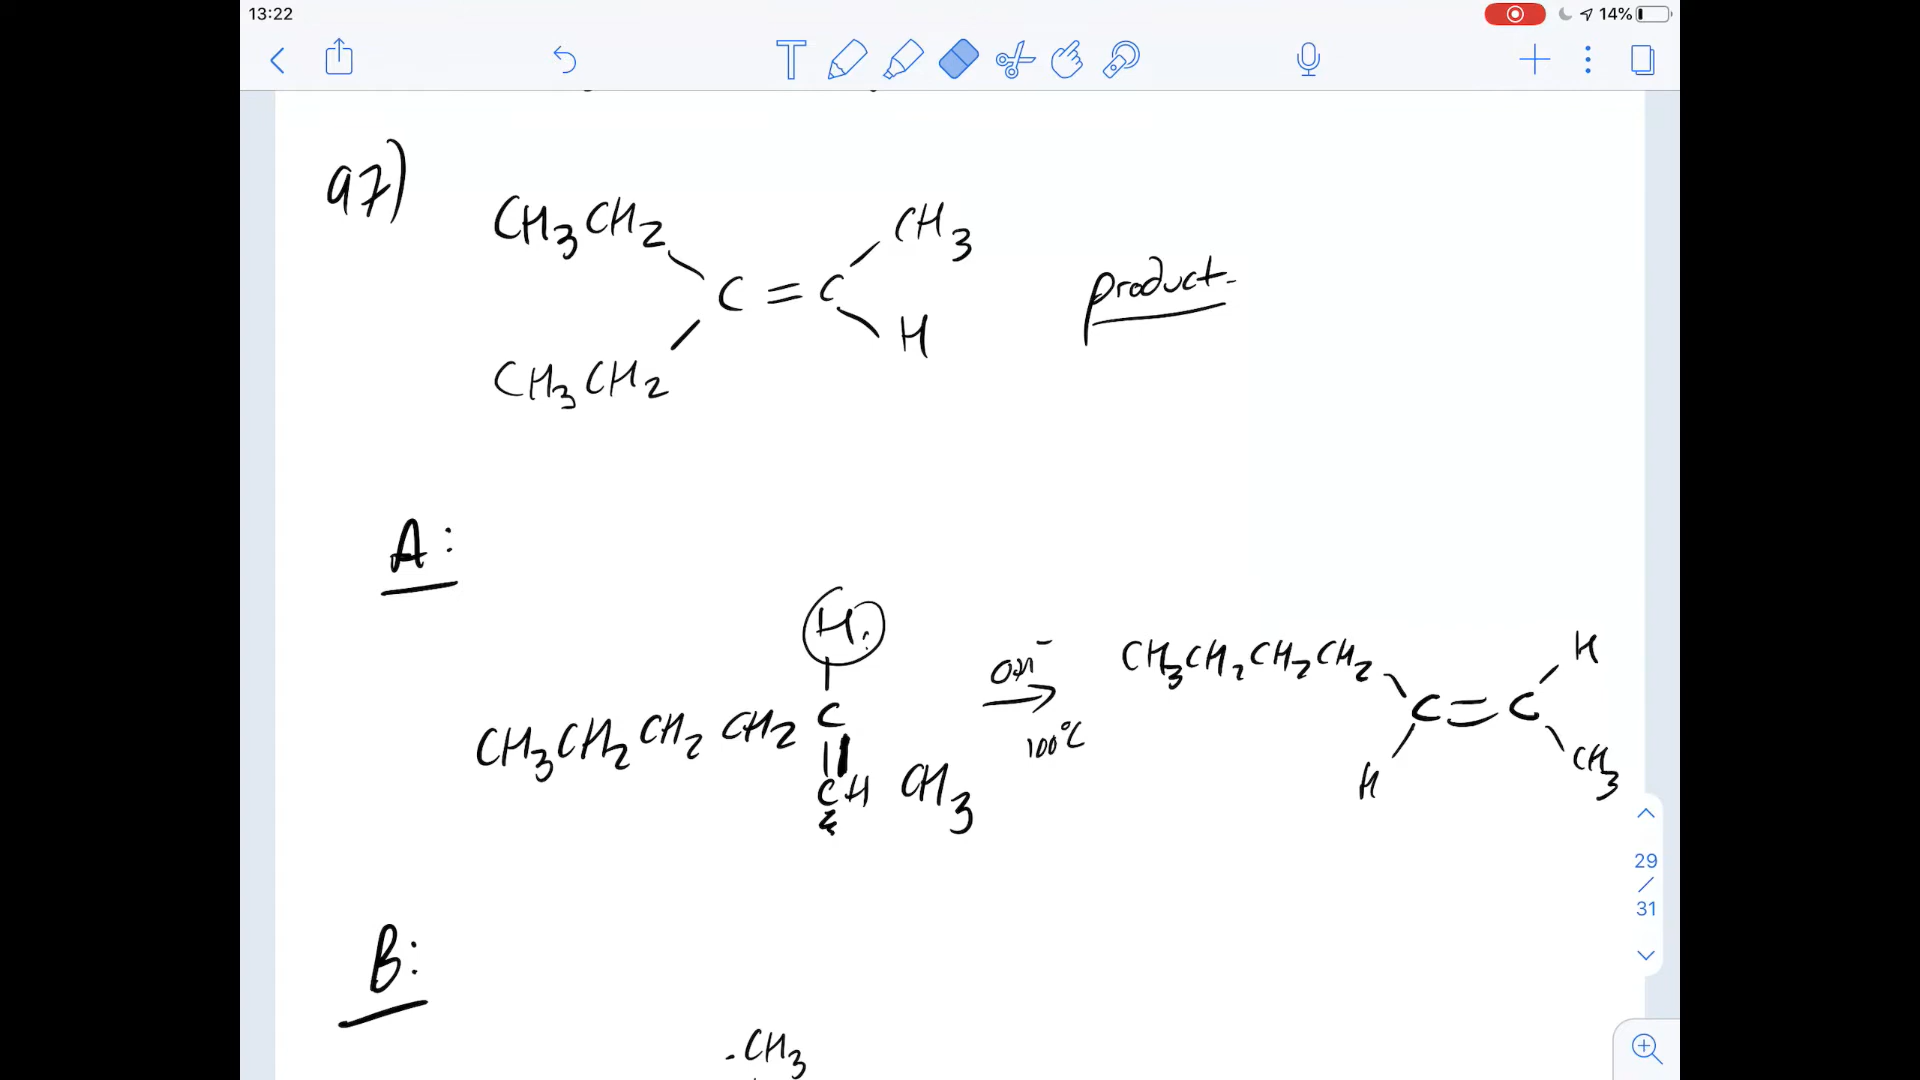 13:22
14%
97)
CH3CH2
CH3
C=C
product.
H
CH3CH2
A:
H
CH3CH2CH2CH2
H
OH-
C
C=C
CH3CH2CH2CH2
100°C
CH3
H
CH CH3
29
/
31
B:
CH3